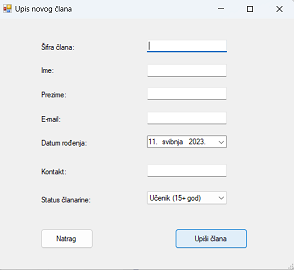 Upis novog člana
Šifra člana:
Ime:
Prezime:
E-mail:
Datum rođenja: 11. svibnja 2023.
Kontakt:
Status članarine: Učenik (15+ god)
Natrag Upiši člana